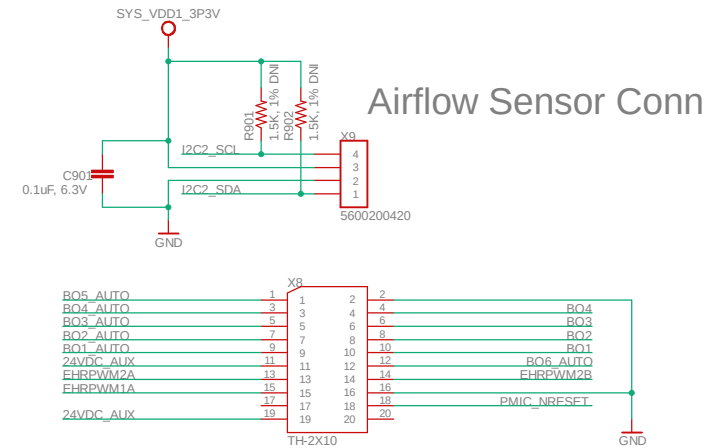 SYS_VDD1_3P3V
R901
1.5K, 1% DNI
R902
1.5K, 1% DNI
Airflow Sensor Conn
X9
I2C2_SCL
4
3
2
I2C2_SDA
1
5600200420
C901
0.1uF, 6.3V
GND
X8
BO5_AUTO 1 1 2 2
BO4_AUTO 3 3 4 4 BO4
BO3_AUTO 5 5 6 6 BO3
BO2_AUTO 7 7 8 8 BO2
BO1_AUTO 9 9 10 10 BO1
24VDC_AUX 11 11 12 12 BO6_AUTO
EHRPWM2A 13 13 14 14 EHRPWM2B
EHRPWM1A 15 15 16 16
17 17 18 18 PMIC_NRESET
24VDC_AUX 19 19 20 20
TH-2X10
GND